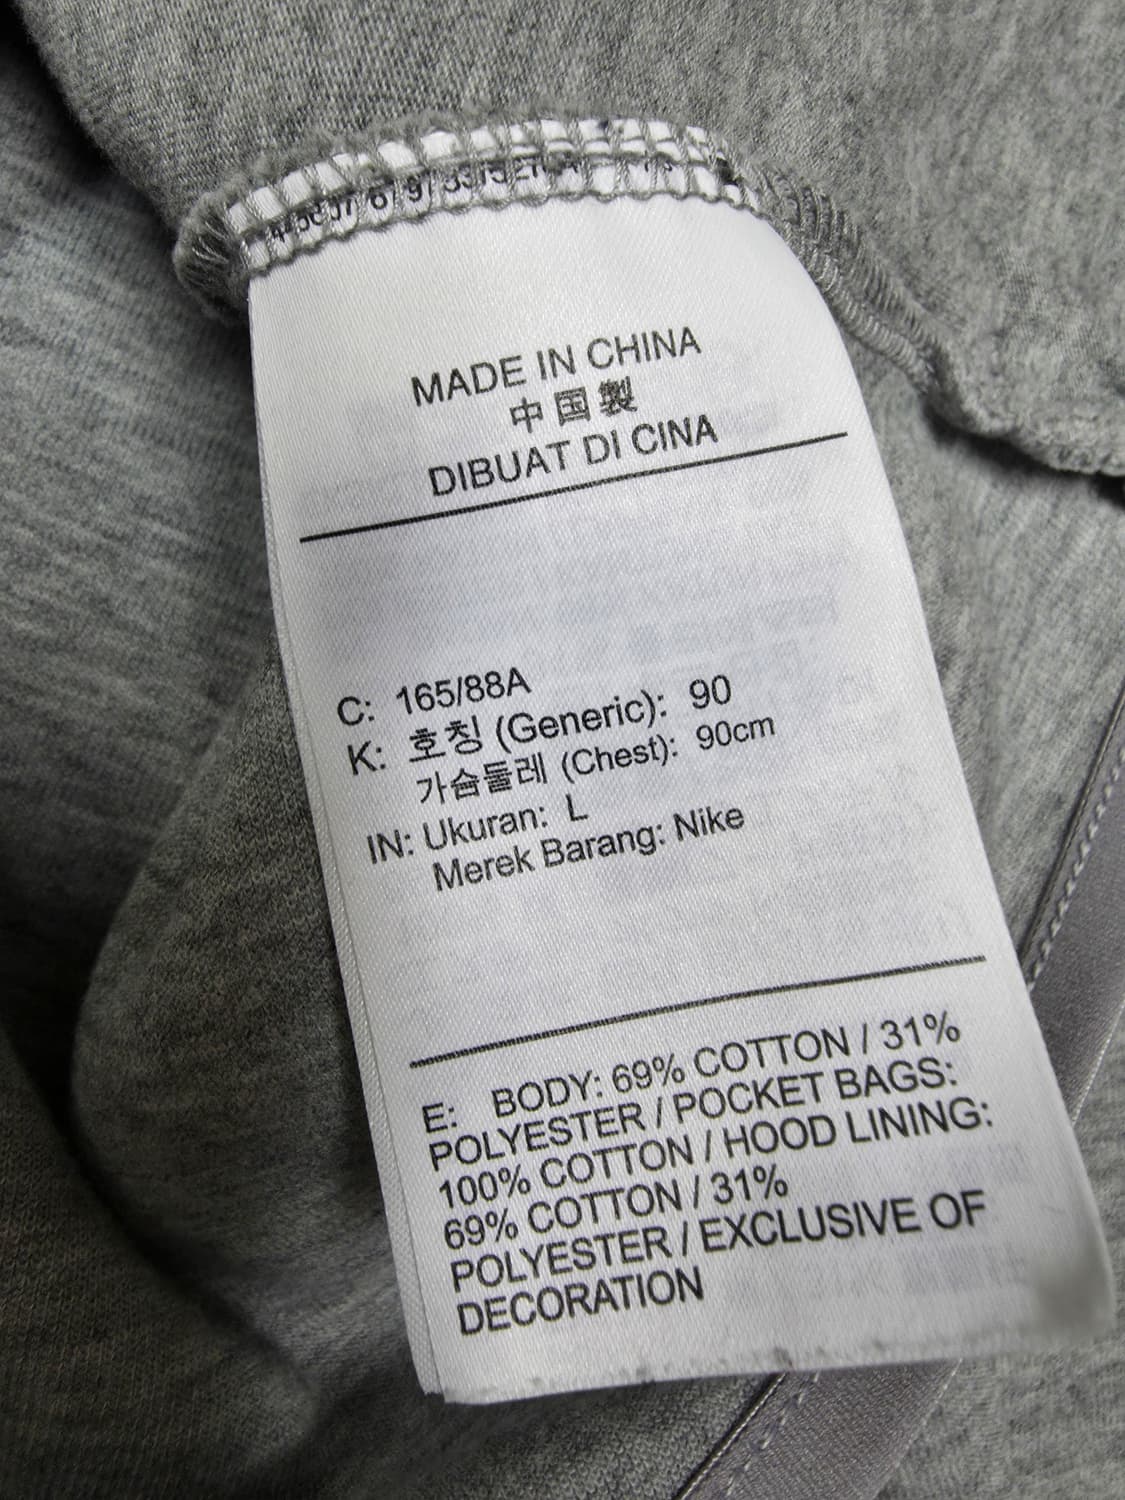 MADE IN CHINA
中国製
DIBUAT DI CINA
C: 165/88A
K: 호칭 (Generic): 90
가슴둘레 (Chest): 90cm
IN: Ukuran: L
Merek Barang: Nike
E: BODY: 69% COTTON / 31%
POLYESTER / POCKET BAGS:
100% COTTON / HOOD LINING:
69% COTTON / 31%
POLYESTER / EXCLUSIVE OF
DECORATION